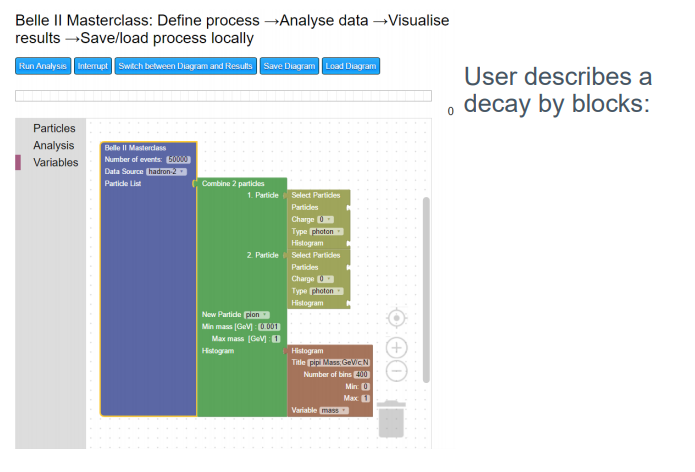 Belle II Masterclass: Define process →Analyse data →Visualise
results →Save/load process locally
Run Analysis Interrupt Switch between Diagram and Results Save Diagram Load Diagram
User describes a
0 decay by blocks:
Particles
Analysis
Variables
Belle II Masterclass
Number of events: 50000
Data Source hadron-2
Particle List
Combine 2 particles
1. Particle
Select Particles
Particles
Charge 0
Type photon
Histogram
2. Particle
Select Particles
Particles
Charge 0
Type photon
Histogram
New Particle pion
Min mass [GeV] : 0.001
Max mass [GeV] : 1
Histogram
Histogram
Title pipi Mass;GeV/c;N
Number of bins 400
Min: 0
Max: 1
Variable mass